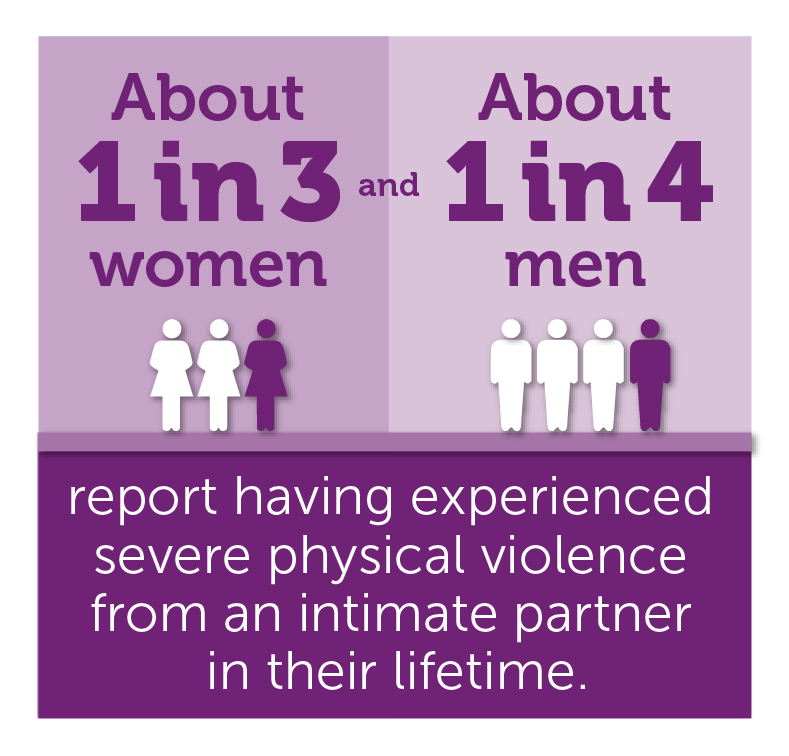 About
1 in 3
women
and
About
1 in 4
men
report having experienced
severe physical violence
from an intimate partner
in their lifetime.